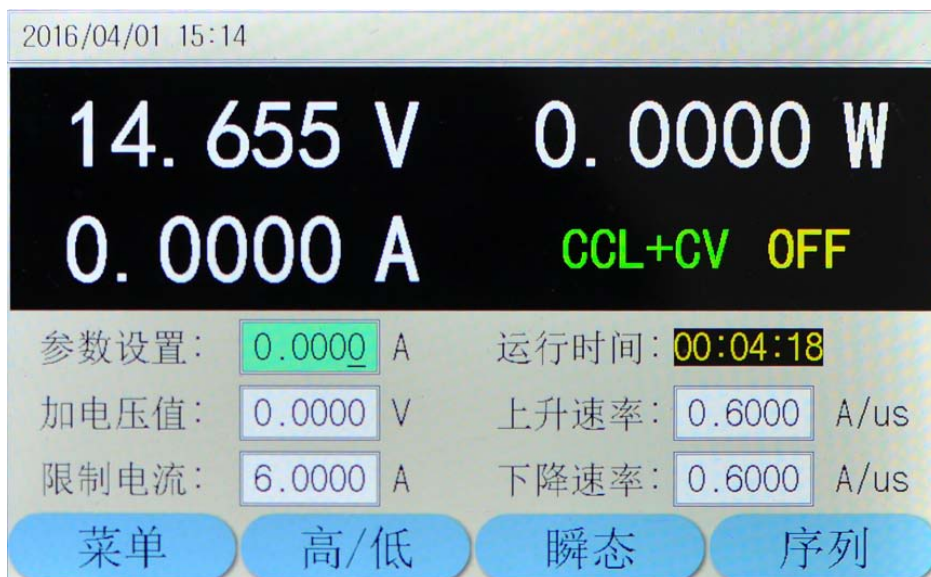 2016/04/01 15:14
14.655 V 0.0000 W
0.0000 A CCL+CV OFF
参数设置: 0.0000 A 运行时间: 00:04:18
加电压值: 0.0000 V 上升速率: 0.6000 A/us
限制电流: 6.0000 A 下降速率: 0.6000 A/us
菜单 高/低 瞬态 序列